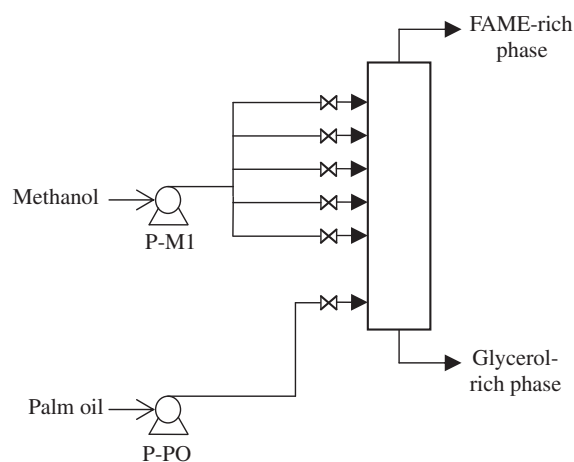 FAME-rich
phase
Methanol
P-M1
Glycerol-
rich phase
Palm oil
P-PO